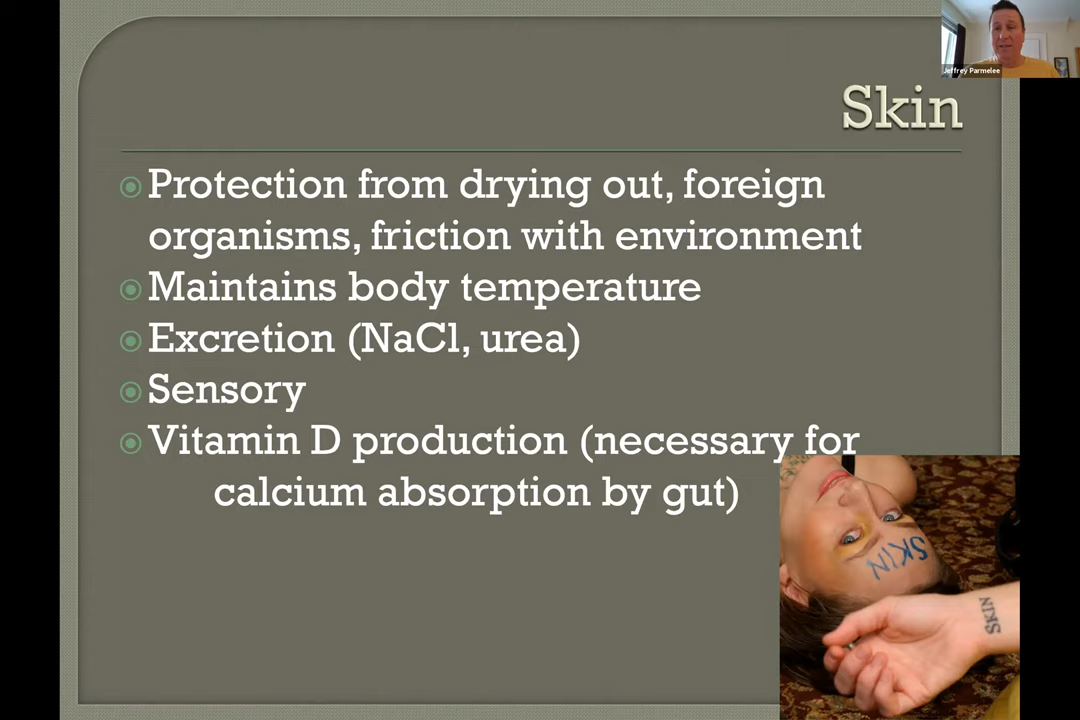 Jeffrey Parmelee
Skin
Protection from drying out, foreign
organisms, friction with environment
Maintains body temperature
Excretion (NaCl, urea)
Sensory
Vitamin D production (necessary for
calcium absorption by gut)
SKIN
SKIN